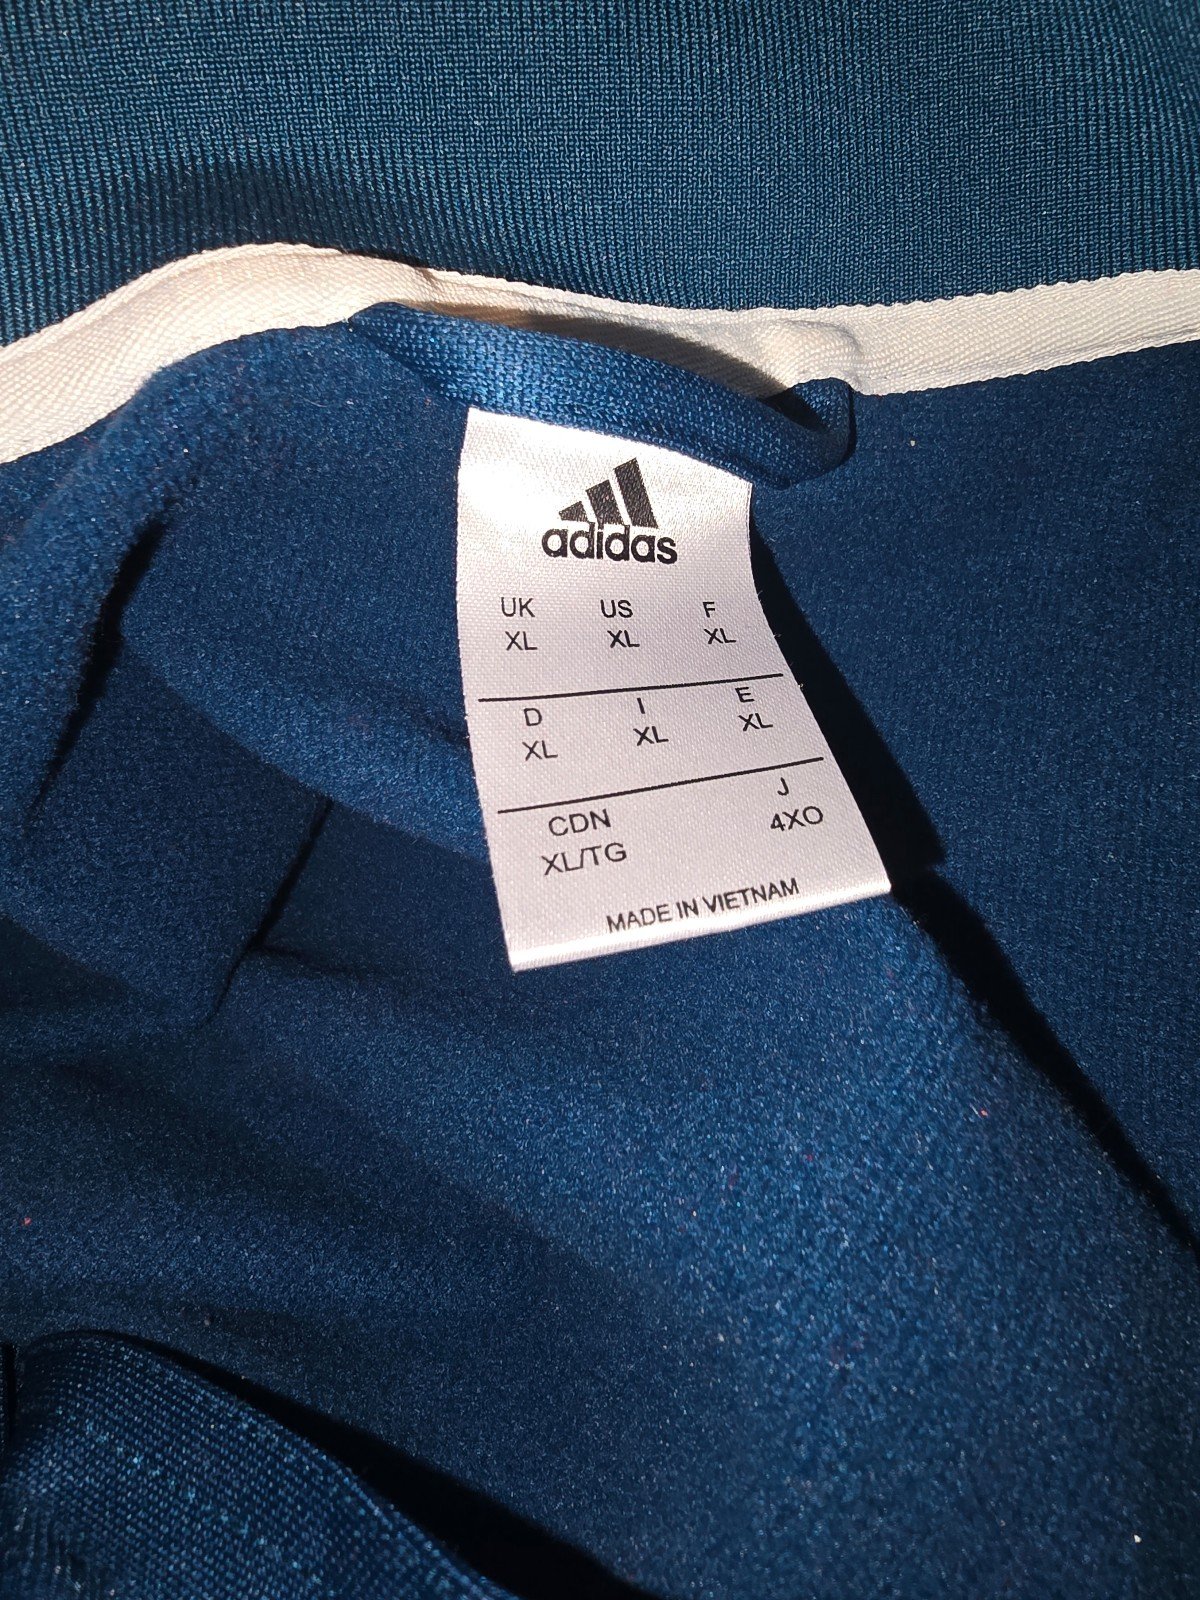 adidas
UK US F
XL XL XL
D I E
XL XL XL
CDN J
XL/TG 4XO
MADE IN VIETNAM